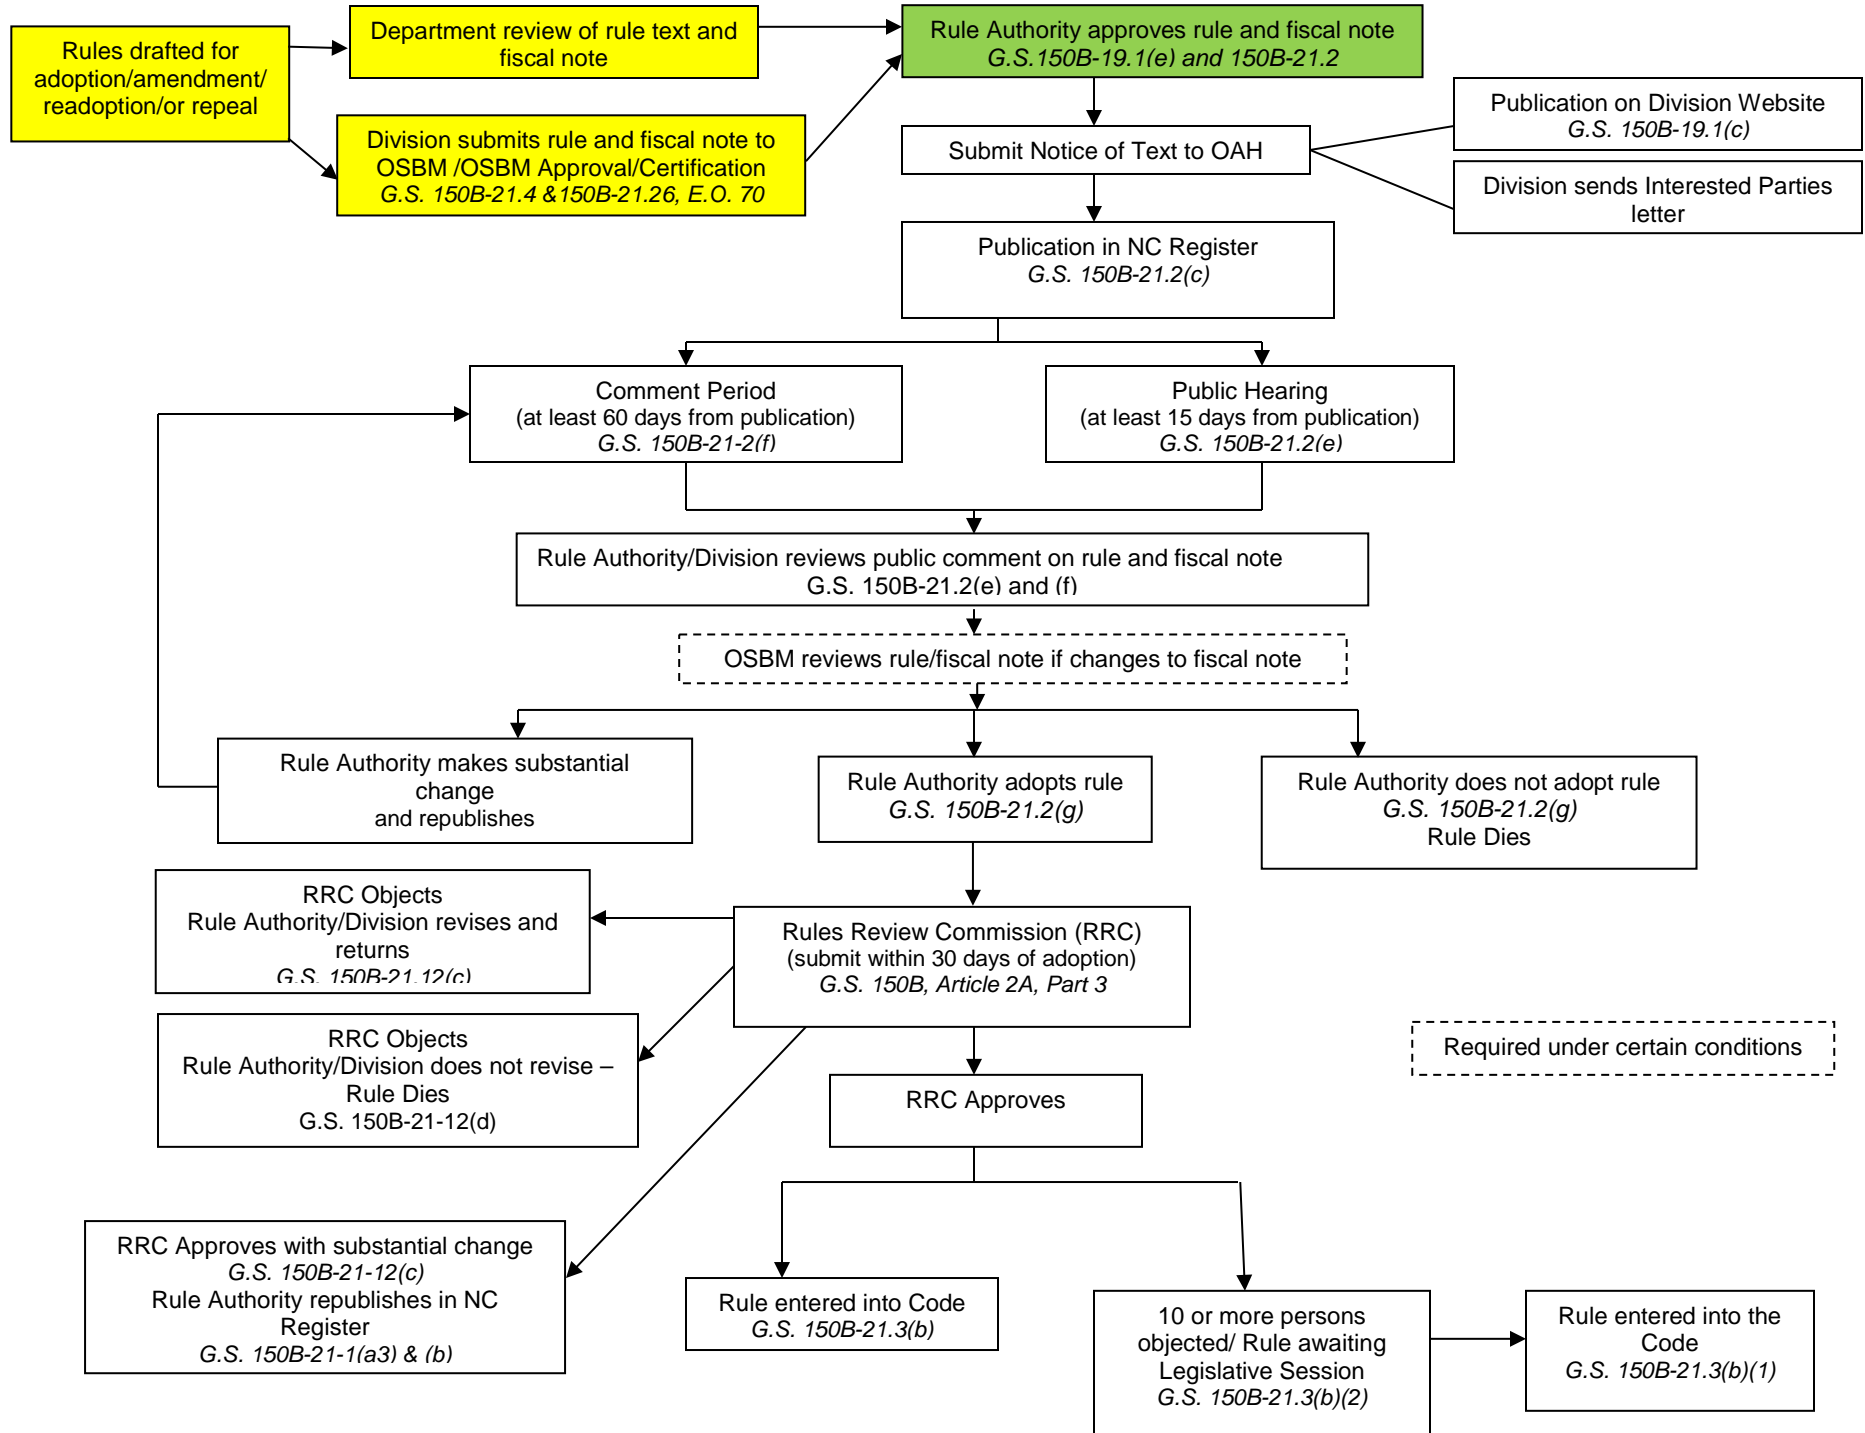 Rules drafted for
adoption/amendment/
readoption/or repeal
Department review of rule text and
fiscal note
Division submits rule and fiscal note to
OSBM /OSBM Approval/Certification
G.S. 150B-21.4 &150B-21.26, E.O. 70
Rule Authority approves rule and fiscal note
G.S.150B-19.1(e) and 150B-21.2
Submit Notice of Text to OAH
Publication on Division Website
G.S. 150B-19.1(c)
Division sends Interested Parties
letter
Publication in NC Register
G.S. 150B-21.2(c)
Comment Period
(at least 60 days from publication)
G.S. 150B-21-2(f)
Public Hearing
(at least 15 days from publication)
G.S. 150B-21.2(e)
Rule Authority/Division reviews public comment on rule and fiscal note
G.S. 150B-21.2(e) and (f)
OSBM reviews rule/fiscal note if changes to fiscal note
Rule Authority makes substantial
change
and republishes
Rule Authority adopts rule
G.S. 150B-21.2(g)
Rule Authority does not adopt rule
G.S. 150B-21.2(g)
Rule Dies
RRC Objects
Rule Authority/Division revises and
returns
G.S. 150B-21.12(c)
Rules Review Commission (RRC)
(submit within 30 days of adoption)
G.S. 150B, Article 2A, Part 3
RRC Objects
Rule Authority/Division does not revise –
Rule Dies
G.S. 150B-21-12(d)
Required under certain conditions
RRC Approves
RRC Approves with substantial change
G.S. 150B-21-12(c)
Rule Authority republishes in NC
Register
G.S. 150B-21-1(a3) & (b)
Rule entered into Code
G.S. 150B-21.3(b)
10 or more persons
objected/ Rule awaiting
Legislative Session
G.S. 150B-21.3(b)(2)
Rule entered into the
Code
G.S. 150B-21.3(b)(1)